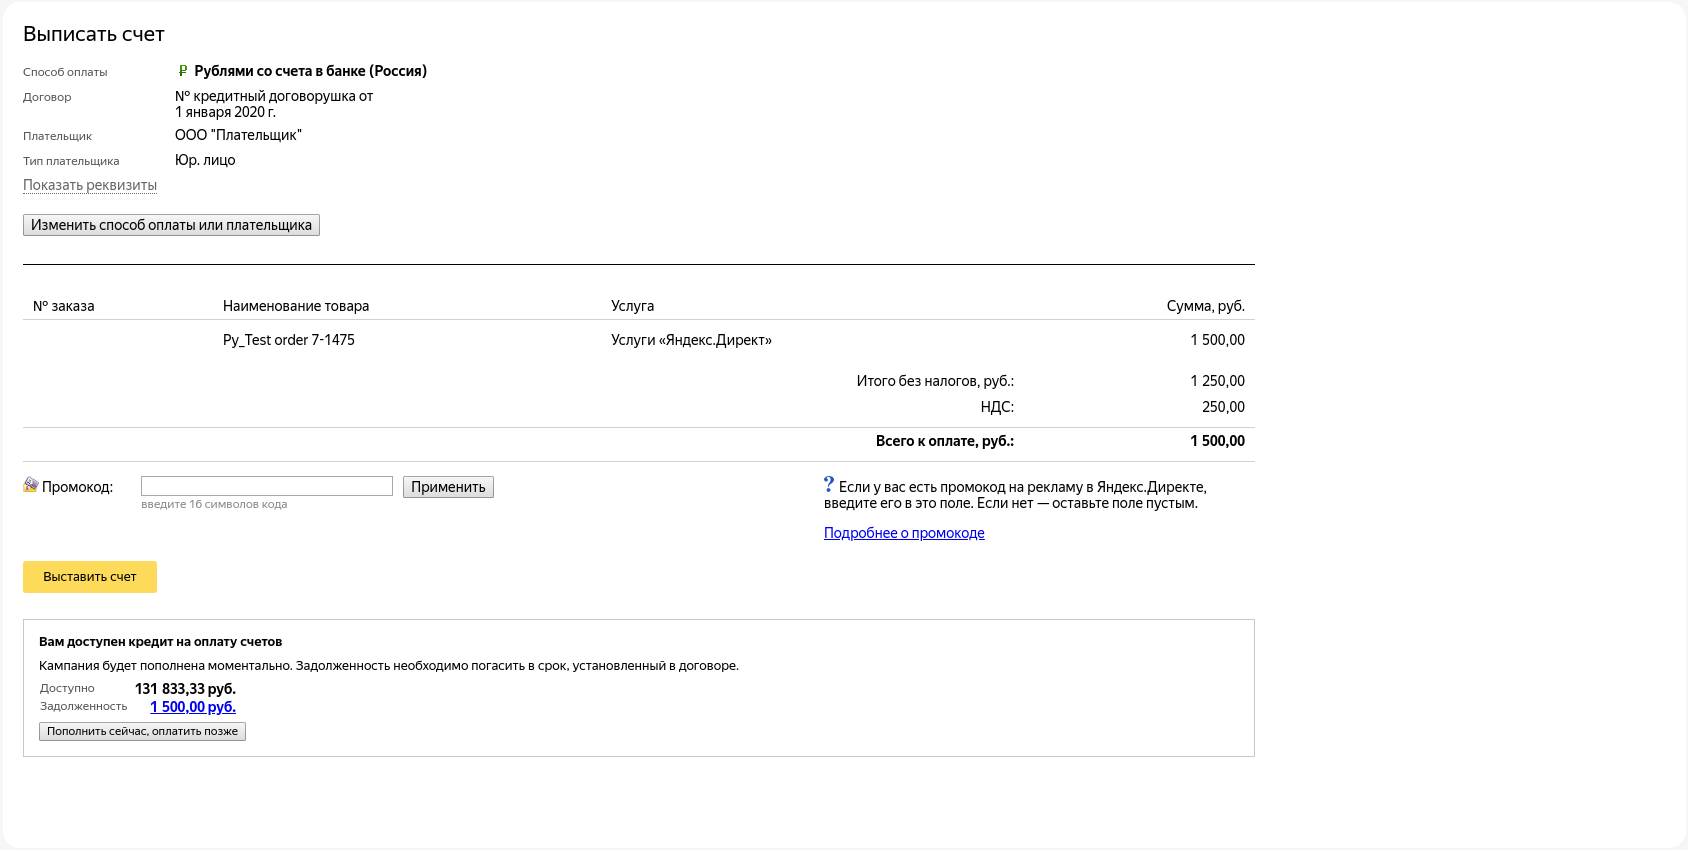 Выписать счет
Способ оплаты ₽ Рублями со счета в банке (Россия)
Договор № кредитный договорушка от
1 января 2020 г.
Плательщик ООО "Плательщик"
Тип плательщика Юр. лицо
Показать реквизиты
Изменить способ оплаты или плательщика
№ заказа Наименование товара Услуга Сумма, руб.
Py_Test order 7-1475 Услуги «Яндекс.Директ» 1 500,00
Итого без налогов, руб.: 1 250,00
НДС: 250,00
Всего к оплате, руб.: 1 500,00
Промокод: Применить
введите 16 символов кода
? Если у вас есть промокод на рекламу в Яндекс.Директе,
введите его в это поле. Если нет — оставьте поле пустым.
Подробнее о промокоде
Выставить счет
Вам доступен кредит на оплату счетов
Кампания будет пополнена моментально. Задолженность необходимо погасить в срок, установленный в договоре.
Доступно 131 833,33 руб.
Задолженность 1 500,00 руб.
Пополнить сейчас, оплатить позже